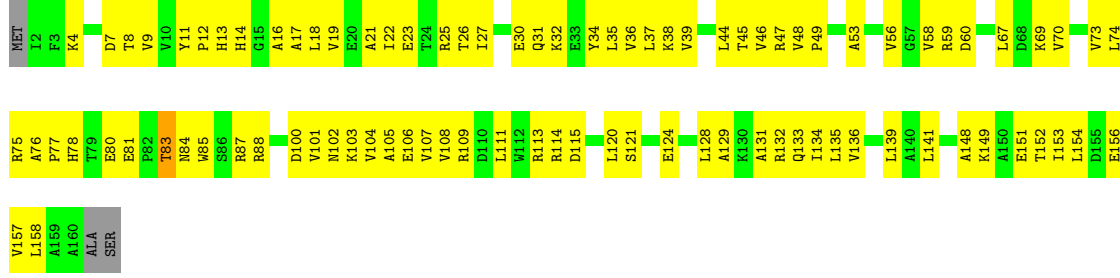 MET I2 F3 K4 D7 T8 V9 V10 Y11 P12 H13 H14 G15 A16 A17 L18 V19 E20 A21 I22 E23 T24 R25 T26 I27 E30 Q31 K32 E33 Y34 L35 V36 L37 K38 V39 L44 T45 V46 R47 V48 P49 A53 V56 G57 V58 R59 D60 L67 D68 K69 V70 V73 L74
R75 A76 P77 H78 T79 E80 E81 P82 T83 N84 W85 S86 R87 R88 D100 V101 N102 K103 V104 A105 E106 V107 V108 R109 D110 L111 W112 R113 R114 D115 L120 S121 E124 L128 A129 K130 A131 R132 Q133 I134 L135 V136 L139 A140 L141 A148 K149 A150 E151 T152 I153 L154 D155 E156
V157 L158 A159 A160 ALA SER